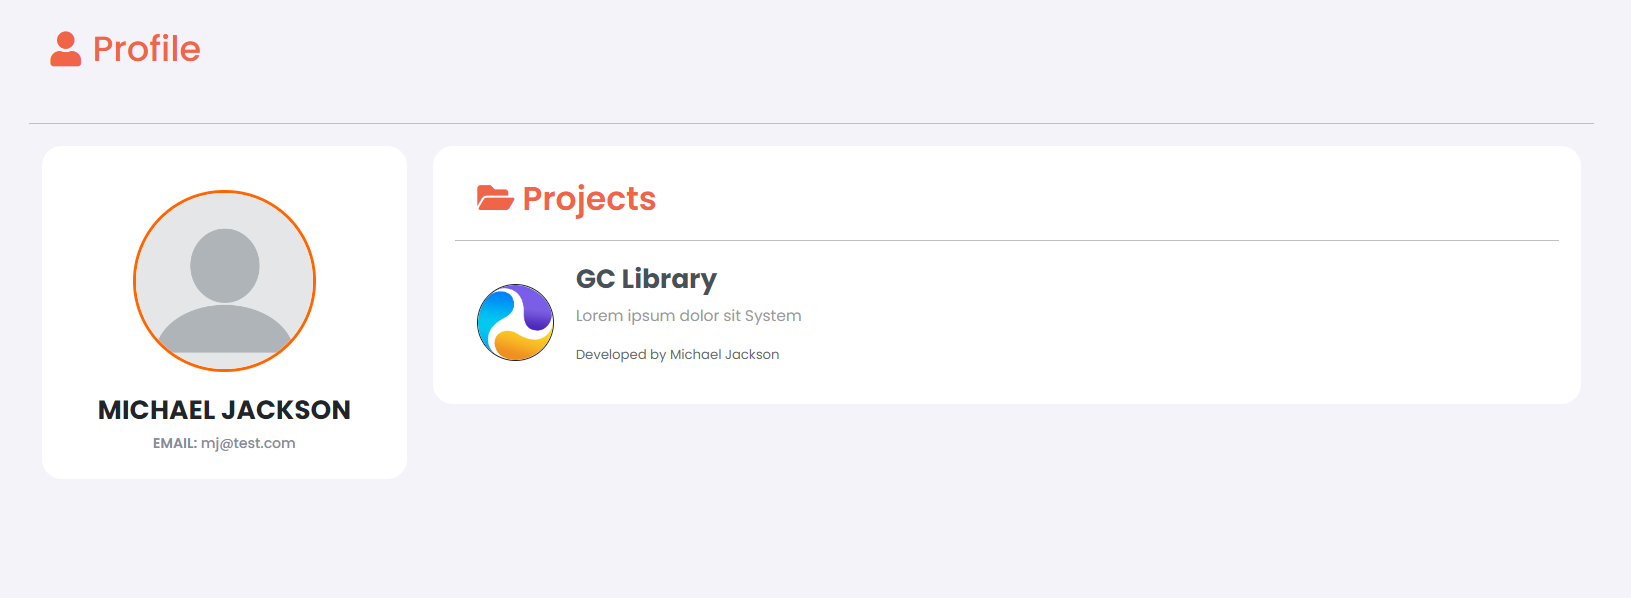 Profile
MICHAEL JACKSON
EMAIL: mj@test.com
Projects
GC Library
Lorem ipsum dolor sit System
Developed by Michael Jackson